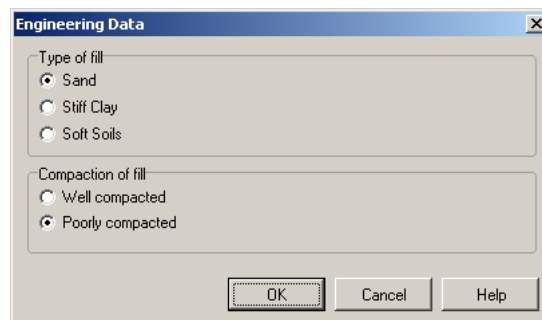 Engineering Data
Type of fill
Sand
Stiff Clay
Soft Soils
Compaction of fill
Well compacted
Poorly compacted
OK Cancel Help